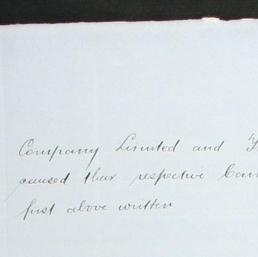 Company Limited and
caused their respective
first above written